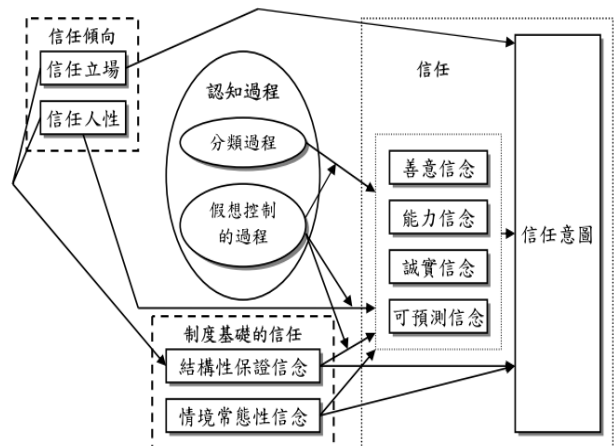 信任傾向
信任立場
信任人性
認知過程
分類過程
假想控制
的過程
制度基礎的信任
結構性保證信念
情境常態性信念
信任
善意信念
能力信念
誠實信念
可預測信念
信任意圖